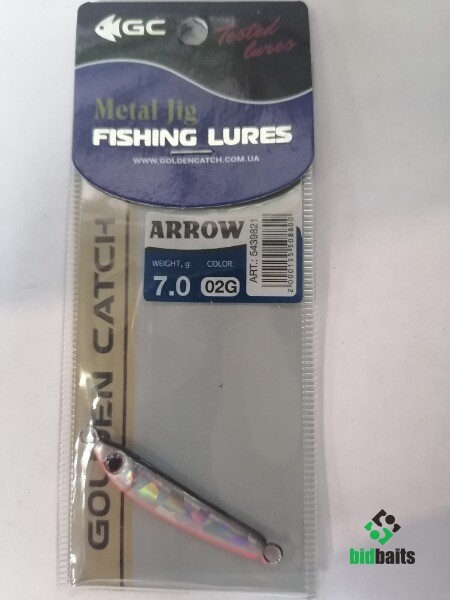 GC
Tested
lures
Metal Jig
FISHING LURES
WWW.GOLDENCATCH.COM.UA
GOLDEN CATCH
ARROW
WEIGHT, g:
COLOR:
7.0
02G
ART.: 5439821
2000155508600
bidbaits